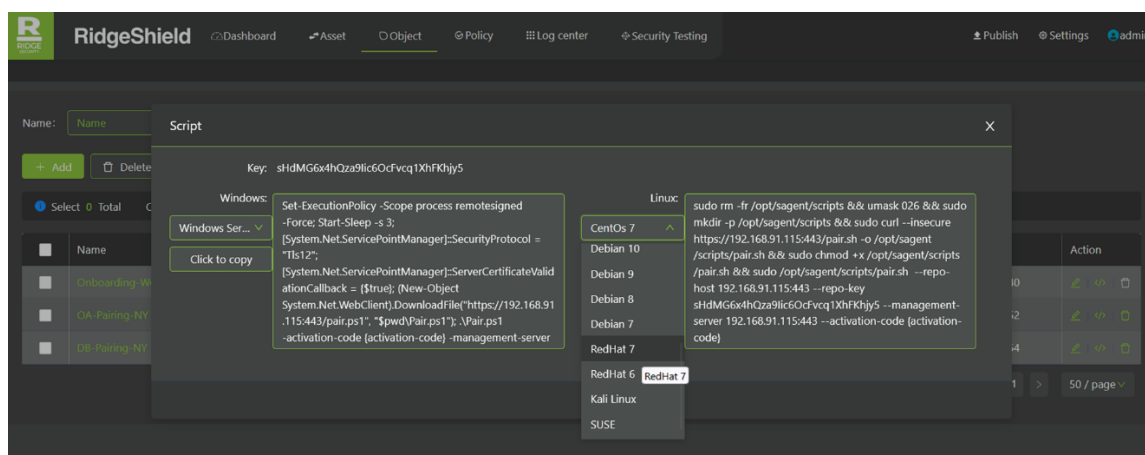 R
RIDGE
SECURITY
RidgeShield
Dashboard
Asset
Object
Policy
Log center
Security Testing
Publish
Settings
admi
Name:
Name
Script
X
+ Add
Delete
Key: sHdMG6x4hQza9lic6OcFvcq1XhFKhjy5
Select 0 Total
Windows:
Windows Ser...
Click to copy
Set-ExecutionPolicy -Scope process remotesigned
-Force; Start-Sleep -s 3;
[System.Net.ServicePointManager]::SecurityProtocol =
"Tls12";
[System.Net.ServicePointManager]::ServerCertificateValid
ationCallback = {$true}; (New-Object
System.Net.WebClient).DownloadFile("https://192.168.91
.115:443/pair.ps1", "$pwd\Pair.ps1"); .\Pair.ps1
-activation-code {activation-code} -management-server
Linux:
CentOS 7
Debian 10
Debian 9
Debian 8
Debian 7
RedHat 7
RedHat 6
RedHat 7
Kali Linux
SUSE
sudo rm -fr /opt/sagent/scripts && umask 026 && sudo
mkdir -p /opt/sagent/scripts && sudo curl --insecure
https://192.168.91.115:443/pair.sh -o /opt/sagent
/scripts/pair.sh && sudo chmod +x /opt/sagent/scripts
/pair.sh && sudo /opt/sagent/scripts/pair.sh --repo-
host 192.168.91.115:443 --repo-key
sHdMG6x4hQza9lic6OcFvcq1XhFKhjy5 --management-
server 192.168.91.115:443 --activation-code {activation-
code}
Name
Action
Onboarding-W
OA-Pairing-NY
DB-Pairing-NY
40
52
54
1
>
50 / page